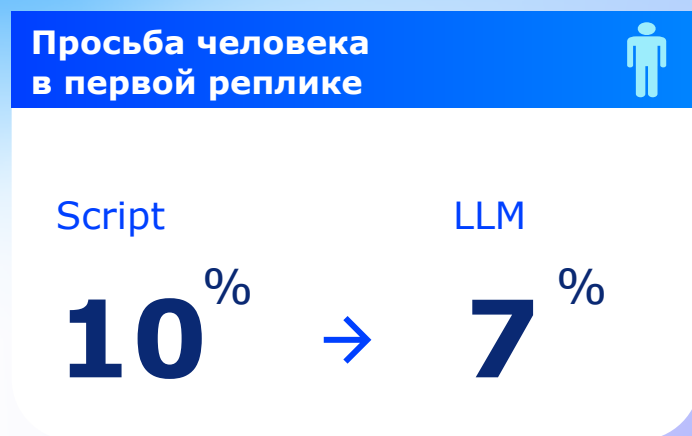 Просьба человека
в первой реплике
Script
LLM
10%
→
7%